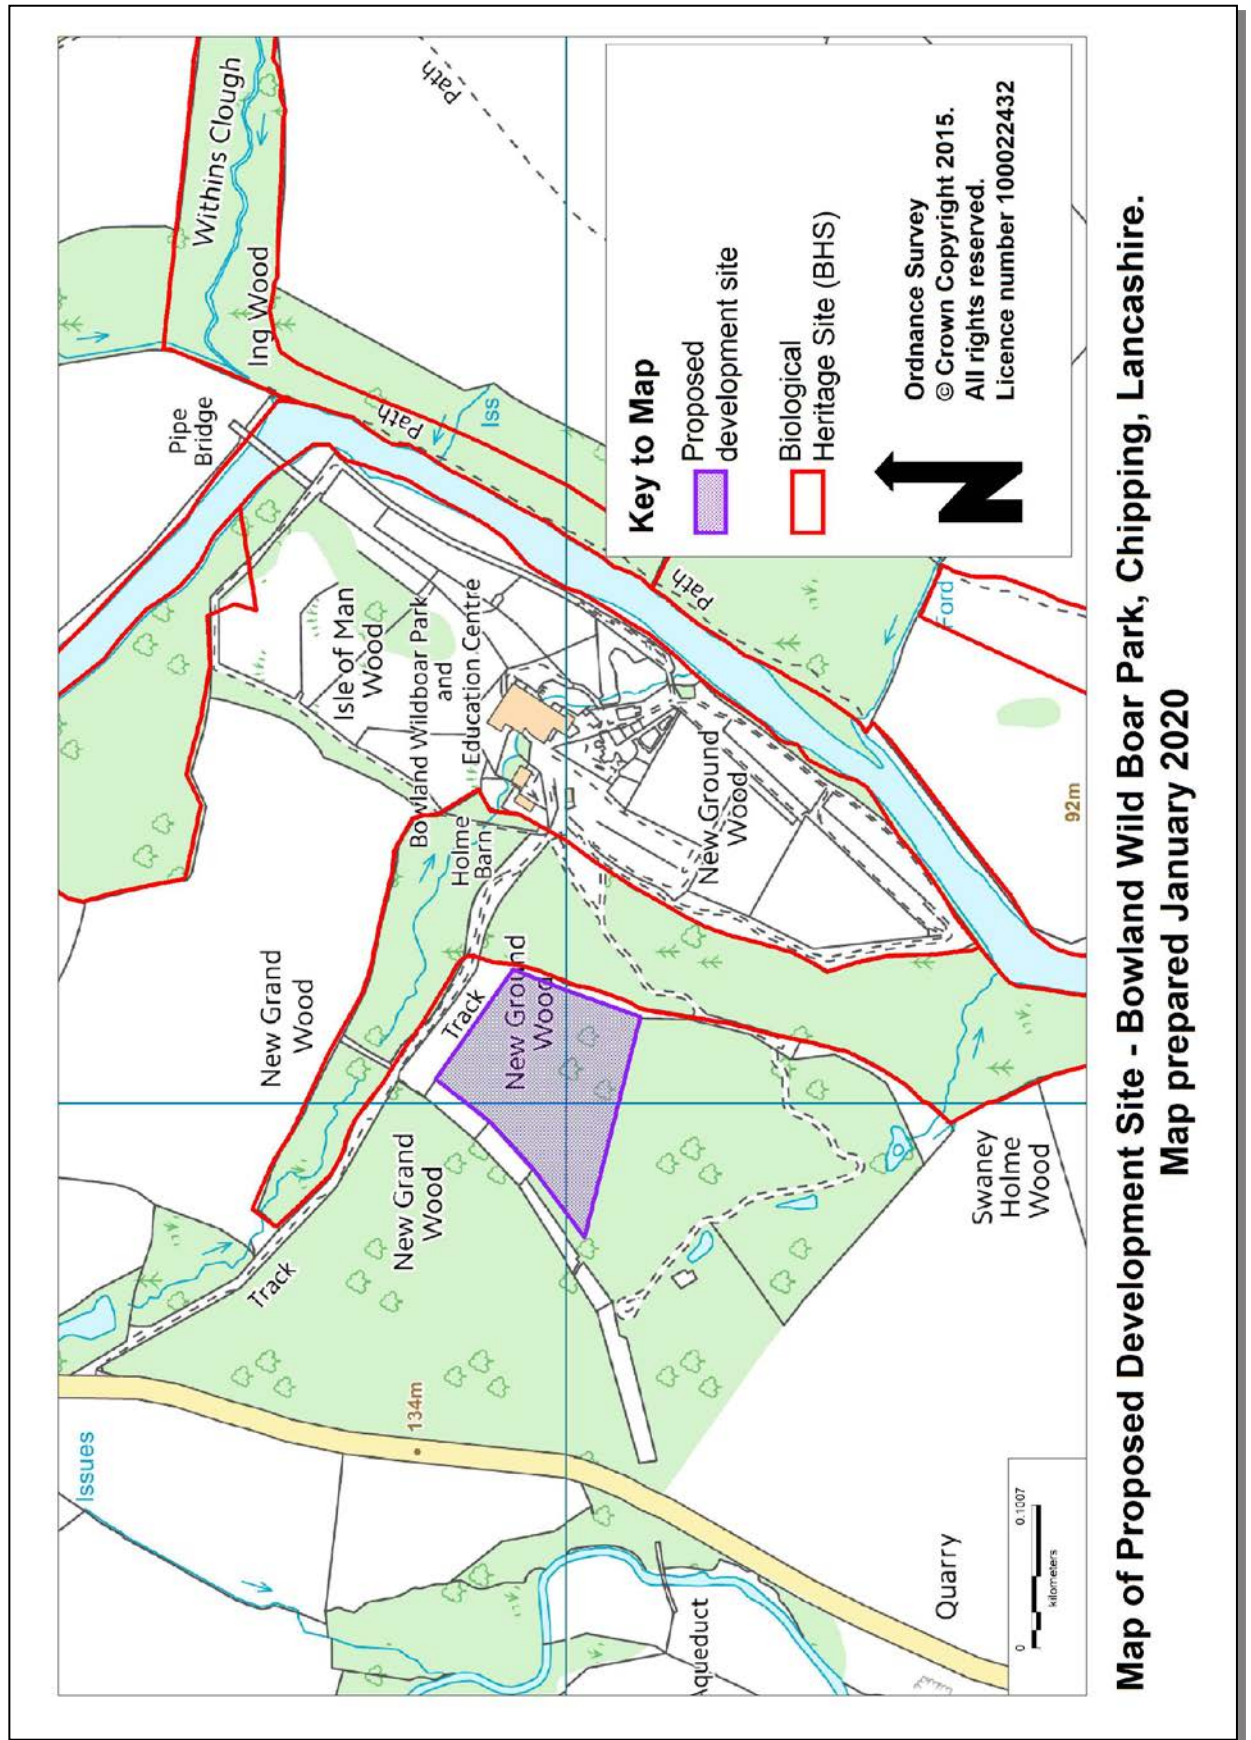 Issues
Track
134m
Quarry
Aqueduct
0
0.1007
kilometers
New Grand
Wood
New Grand
Wood
Track
New Ground
Wood
Swaney
Holme
Wood
Holme
Barn
Bowland Wildboar Park
and
Education Centre
Isle of Man
Wood
New Ground
Wood
92m
Pipe
Bridge
Withins Clough
Ing Wood
Path
Iss
Path
Path
Ford
Key to Map
Proposed
development site
Biological
Heritage Site (BHS)
N
Ordnance Survey
© Crown Copyright 2015.
All rights reserved.
Licence number 100022432
Map of Proposed Development Site - Bowland Wild Boar Park, Chipping, Lancashire.
Map prepared January 2020